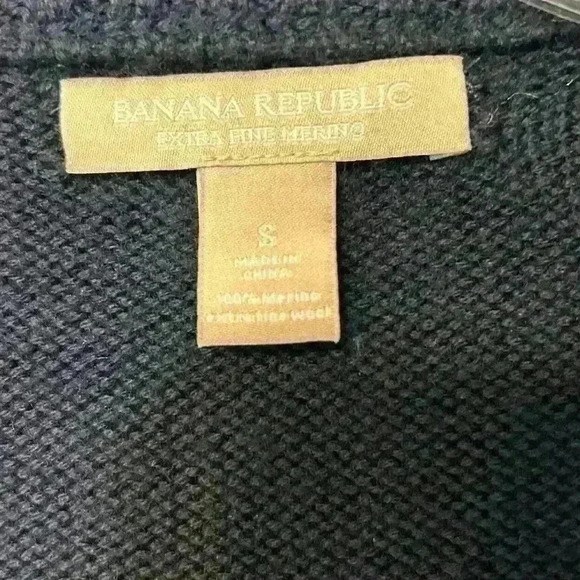 BANANA REPUBLIC
EXTRA FINE MERINO
S
MADE IN
CHINA
100% Merino
extra fine wool